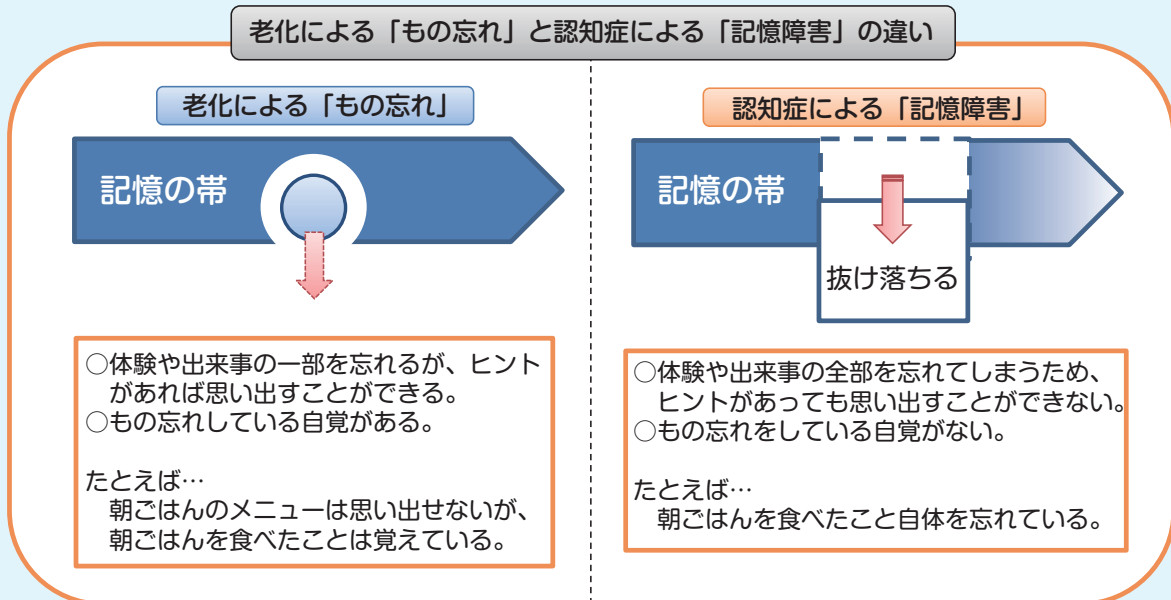 老化による「もの忘れ」と認知症による「記憶障害」の違い
老化による「もの忘れ」
記憶の帯
○体験や出来事の一部を忘れるが、ヒント
があれば思い出すことができる。
○もの忘れしている自覚がある。
たとえば…
朝ごはんのメニューは思い出せないが、
朝ごはんを食べたことは覚えている。
認知症による「記憶障害」
記憶の帯
抜け落ちる
○体験や出来事の全部を忘れてしまうため、
ヒントがあっても思い出すことができない。
○もの忘れをしている自覚がない。
たとえば…
朝ごはんを食べたこと自体を忘れている。